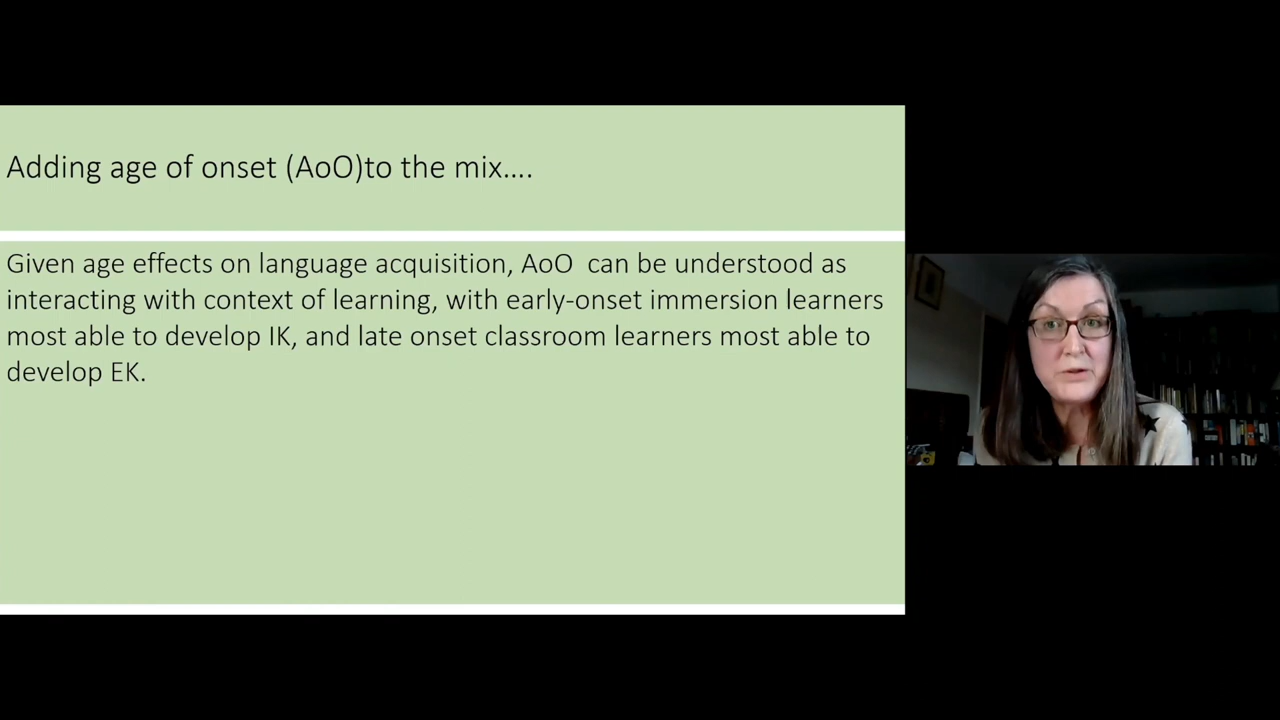 Adding age of onset (AoO)to the mix....
Given age effects on language acquisition, AoO  can be understood as
interacting with context of learning, with early-onset immersion learners
most able to develop IK, and late onset classroom learners most able to
develop EK.